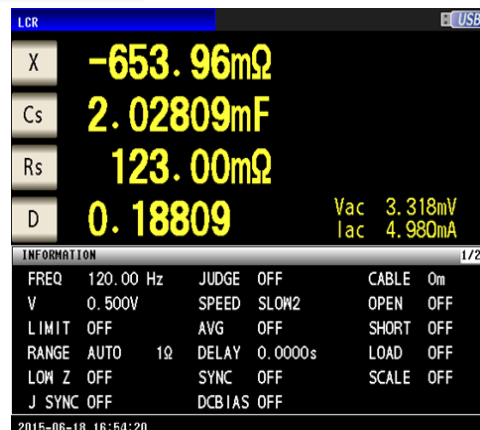 LCR USB
X -653.96mΩ
Cs 2.02809mF
Rs 123.00mΩ
D 0.18809 Vac 3.318mV
Iac 4.980mA
INFORMATION 1/2
FREQ 120.00 Hz JUDGE OFF CABLE 0m
V 0.500V SPEED SLOW2 OPEN OFF
LIMIT OFF AVG OFF SHORT OFF
RANGE AUTO 1Ω DELAY 0.0000s LOAD OFF
LOW Z OFF SYNC OFF SCALE OFF
J SYNC OFF DCBIAS OFF
2015-06-18 16:54:20